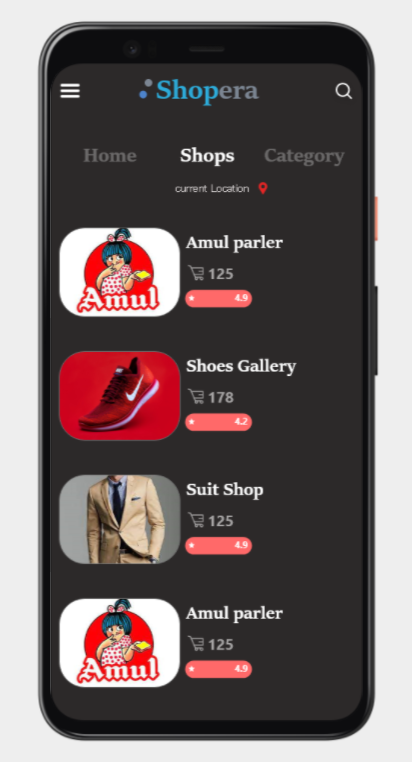 Shopera
Home Shops Category
current Location
Amul parler
125
4.9
Amul
Shoes Gallery
178
4.2
Suit Shop
125
4.9
Amul parler
125
4.9
Amul